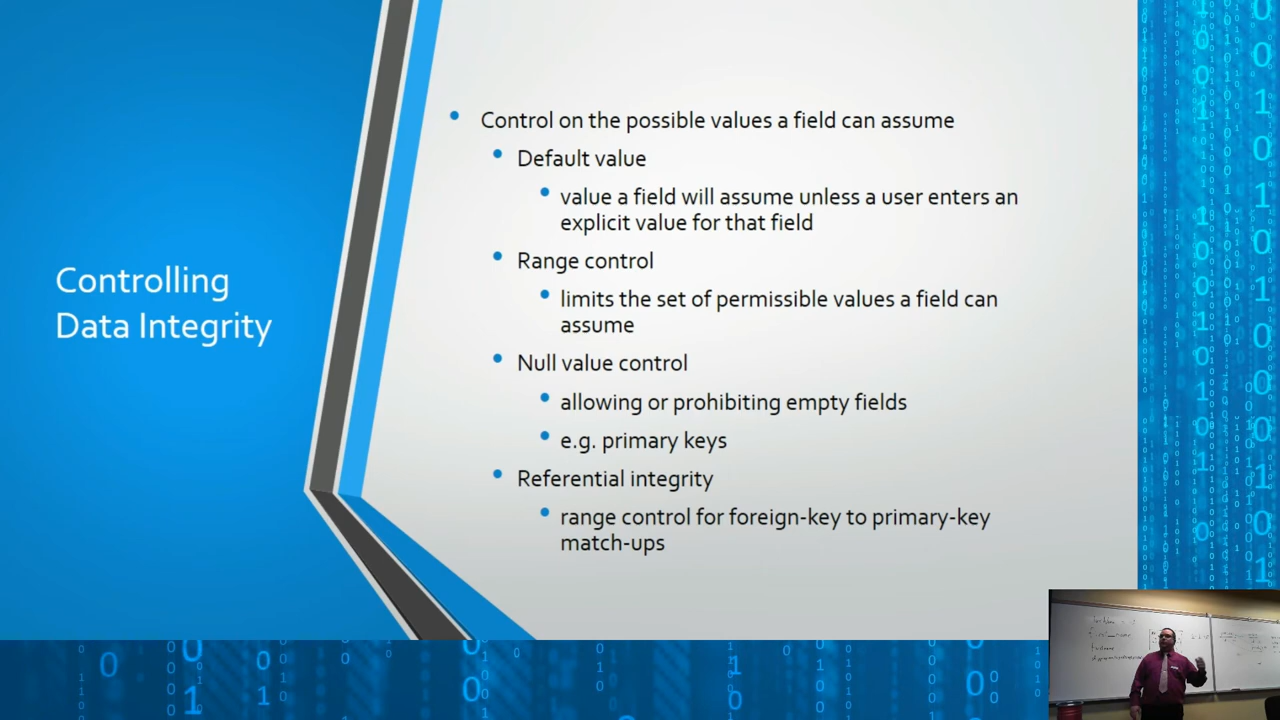 Controlling
Data Integrity
Control on the possible values a field can assume
Default value
value a field will assume unless a user enters an
explicit value for that field
Range control
limits the set of permissible values a field can
assume
Null value control
allowing or prohibiting empty fields
e.g. primary keys
Referential integrity
range control for foreign-key to primary-key
match-ups